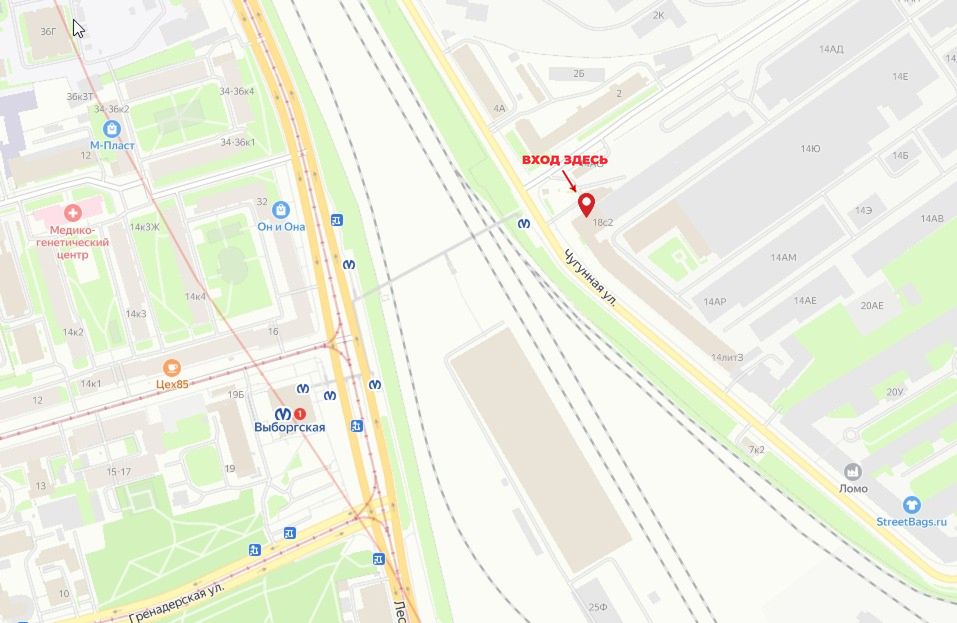 36Г
2К
14АД
2Б
14Е
36к3Т
34-36к4
2
34-36к2
4А
М-Пласт
34-36к1
12
14Ю
14Б
ВХОД ЗДЕСЬ
32
14Э
Медико-
генетический
центр
14к3Ж
Он и Она
18с2
14АВ
14АМ
Чугунная ул.
14к4
14к3
14АР
14АЕ
20АЕ
14к2
16
14литЗ
14к1
Цех85
12
19Б
20У
1
Выборгская
7к2
15-17
19
13
Ломо
StreetBags.ru
Гренадерская ул.
10
Лес
25Ф